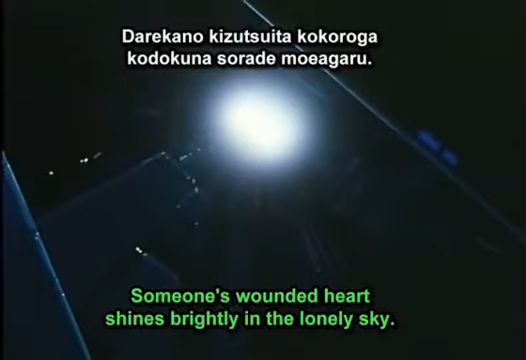 Darekano kizutsuita kokoroga
kodokuna sorade moeagaru.
Someone's wounded heart
shines brightly in the lonely sky.